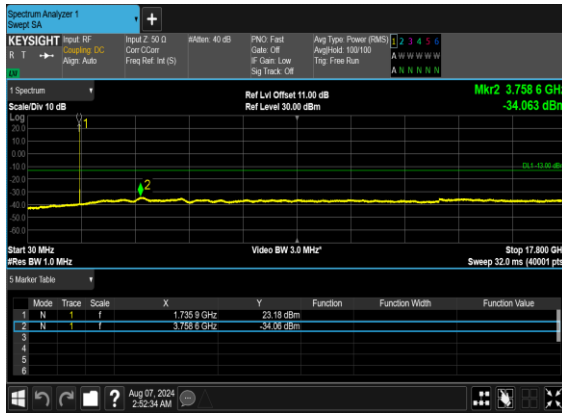 Spectrum Analyzer 1
Swept SA
+
KEYSIGHT Input: RF Input Z: 50 Ω #Atten: 40 dB PNO: Fast Avg Type: Power (RMS) 1 2 3 4 5 6
R T Coupling: DC Corr CCorr Gate: Off Avg|Hold: 100/100 A W W W W W
Align: Auto Freq Ref: Int (S) IF Gain: Low Trig: Free Run
Sig Track: Off A N N N N N
1 Spectrum Ref Lvl Offset 11.00 dB Mkr2 3.758 6 GHz
Scale/Div 10 dB Ref Level 30.00 dBm -34.063 dBm
Log
20.0
10.0
0.00
-10.0
-20.0
-30.0
-40.0
-50.0
-60.0
1
2
DL1 -13.00 dBm
Start 30 MHz Video BW 3.0 MHz* Stop 17.800 GHz
#Res BW 1.0 MHz Sweep 32.0 ms (40001 pts)
5 Marker Table
Mode Trace Scale X Y Function Function Width Function Value
1 N 1 f 1.735 9 GHz 23.18 dBm
2 N 1 f 3.758 6 GHz -34.06 dBm
3
4
5
6
? Aug 07, 2024
2:52:34 AM